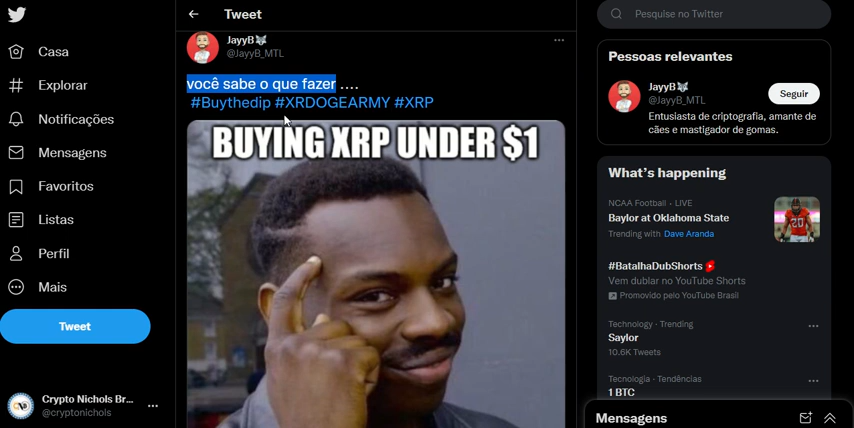 Tweet
Casa
Explorar
Notificações
Mensagens
Favoritos
Listas
Perfil
Mais
Tweet
Crypto Nichols Br...
@cryptonichols
JayyB
@JayyB_MTL
você sabe o que fazer ....
#Buythedip #XRDOGEARMY #XRP
BUYING XRP UNDER $1
Pesquise no Twitter
Pessoas relevantes
JayyB
@JayyB_MTL
Seguir
Entusiasta de criptografia, amante de
cães e mastigador de gomas.
What's happening
NCAA Football · LIVE
Baylor at Oklahoma State
Trending with Dave Aranda
20
#BatalhaDubShorts
Vem dublar no YouTube Shorts
Promovido pelo YouTube Brasil
Technology · Trending
Saylor
10.6K Tweets
Tecnologia · Tendências
1 BTC
Mensagens